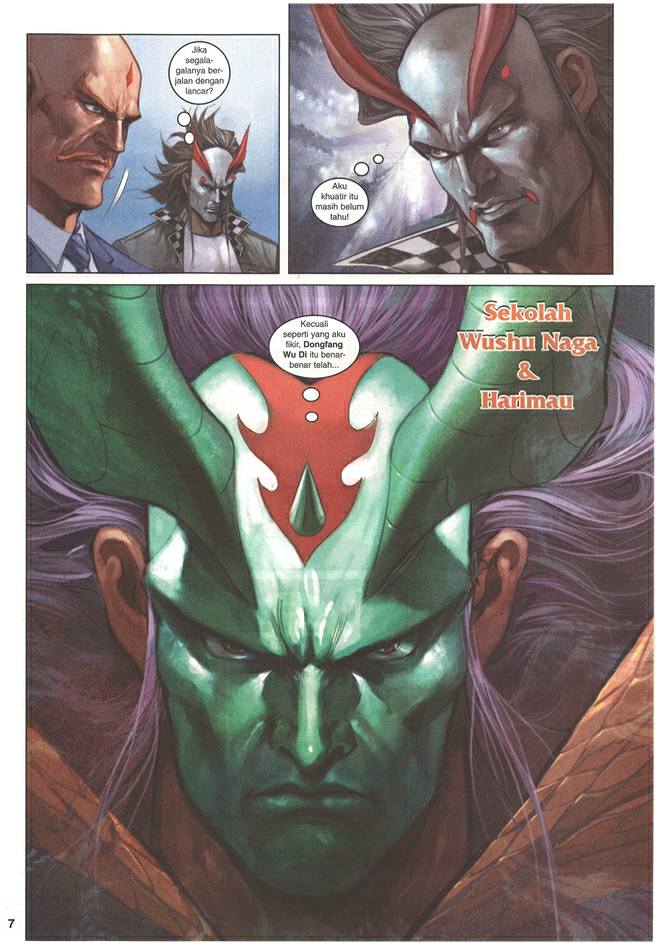 Jika
segala-
galanya ber-
jalan dengan
lancar?
Aku
khuatir itu
masih belum
tahu!
Kecuali
seperti yang aku
fikir, Dongfang
Wu Di itu benar-
benar telah...
Sekolah
Wushu Naga
&
Harimau
7